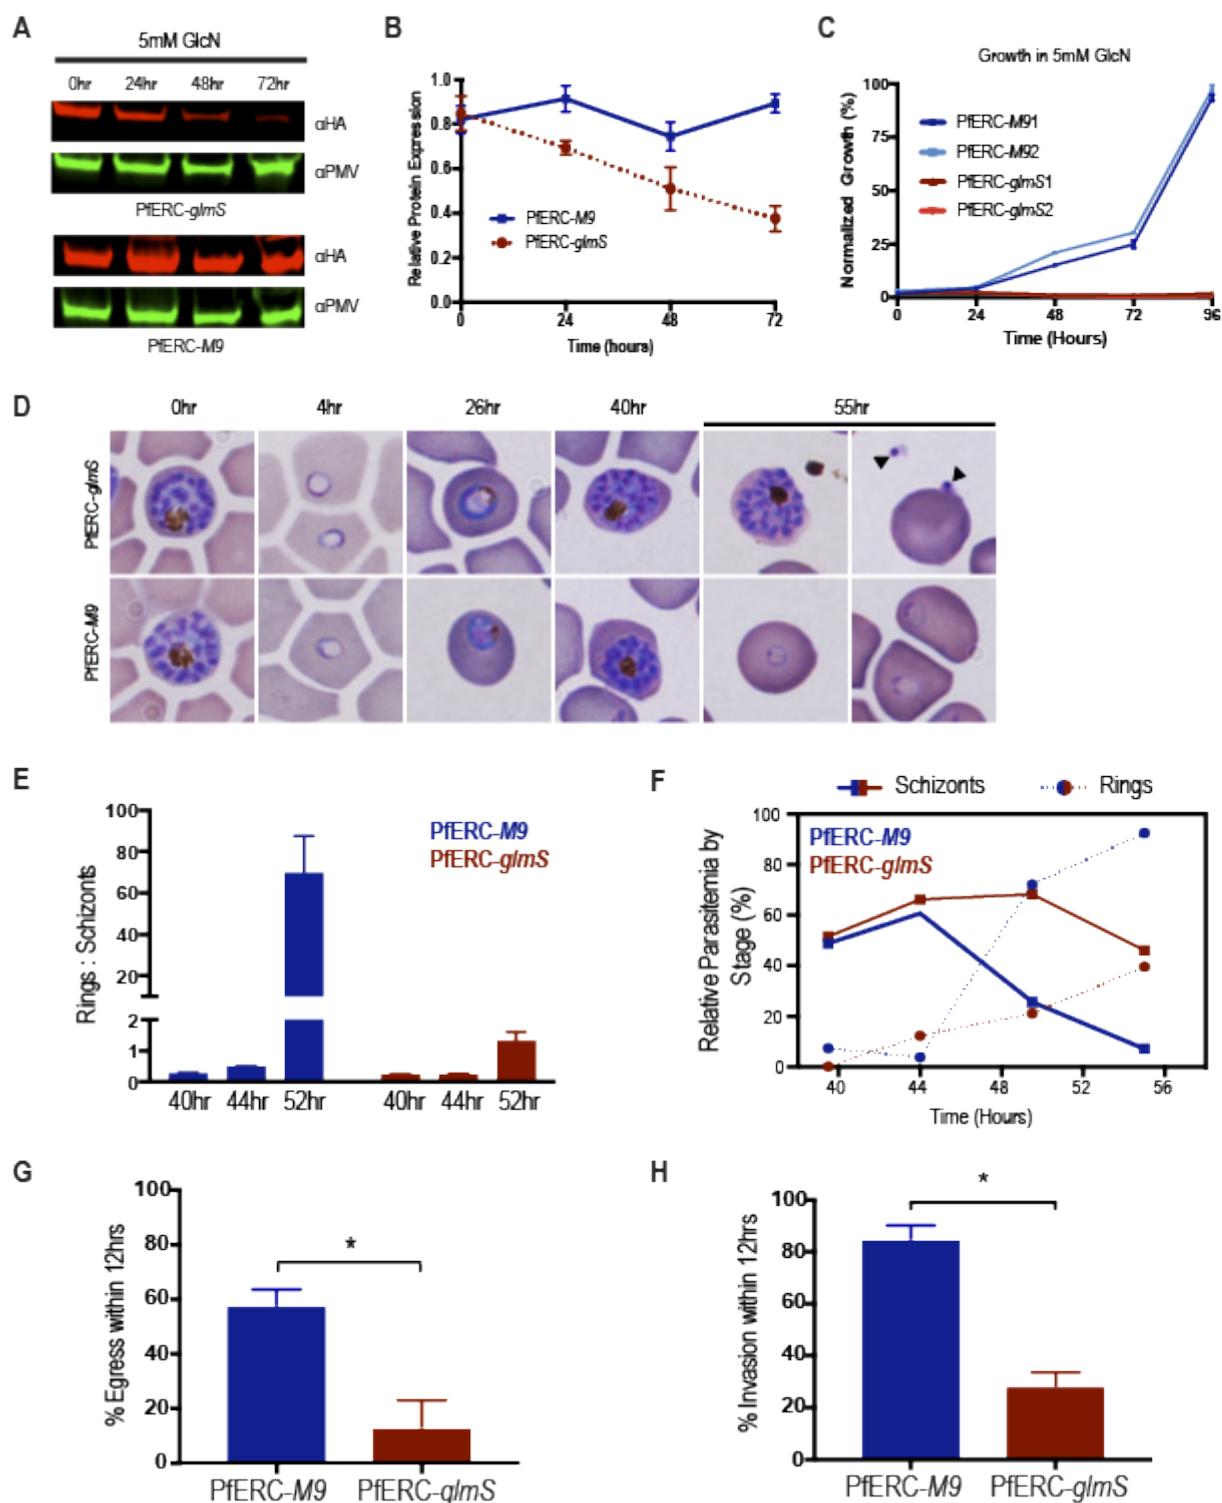 A
5mM GlcN
0hr 24hr 48hr 72hr
αHA
αPMV
PfERC-glmS
αHA
αPMV
PfERC-M9
B
Relative Protein Expression
1.0
0.8
0.6
0.4
0.2
0.0
PfERC-M9
PfERC-glmS
0 24 48 72
Time (hours)
C
Growth in 5mM GlcN
Normalized Growth (%)
100
75
50
25
0
PfERC-M91
PfERC-M92
PfERC-glmS1
PfERC-glmS2
0 24 48 72 96
Time (Hours)
D
0hr 4hr 26hr 40hr 55hr
PfERC-glmS
PfERC-M9
E
Rings : Schizonts
100
80
60
40
20
2
1
0
PfERC-M9
PfERC-glmS
40hr 44hr 52hr 40hr 44hr 52hr
F
Schizonts Rings
Relative Parasitemia by
Stage (%)
100
80
60
40
20
0
PfERC-M9
PfERC-glmS
40 44 48 52 56
Time (Hours)
G
% Egress within 12hrs
100
80
60
40
20
0
*
PfERC-M9 PfERC-glmS
H
% Invasion within 12hrs
100
80
60
40
20
0
*
PfERC-M9 PfERC-glmS